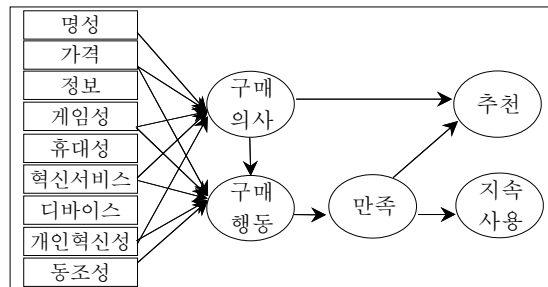 명성
가격
정보
게임성
휴대성
혁신서비스
디바이스
개인혁신성
동조성
구매
의사
구매
행동
만족
추천
지속
사용